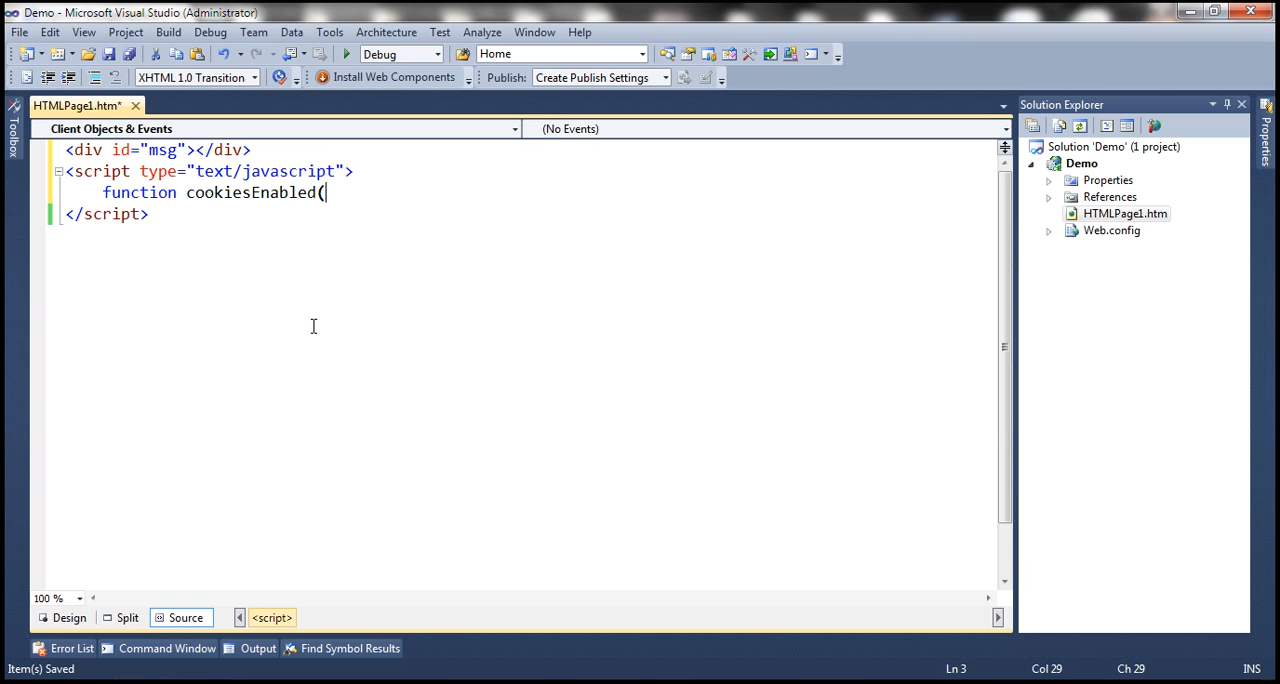 Demo - Microsoft Visual Studio (Administrator)
File Edit View Project Build Debug Team Data Tools Architecture Test Analyze Window Help
Debug Home
XHTML 1.0 Transition Install Web Components Publish: Create Publish Settings
Toolbox
HTMLPage1.htm*
Client Objects & Events (No Events)
<div id="msg"></div>
<script type="text/javascript">
function cookiesEnabled(
</script>
100 %
Design Split Source <script>
Solution Explorer
Solution 'Demo' (1 project)
Demo
Properties
References
HTMLPage1.htm
Web.config
Properties
Error List Command Window Output Find Symbol Results
Item(s) Saved Ln 3 Col 29 Ch 29 INS